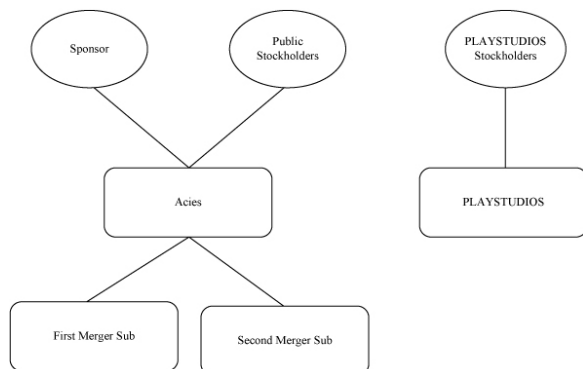 Sponsor
Public
Stockholders
PLAYSTUDIOS
Stockholders
Acies
PLAYSTUDIOS
First Merger Sub
Second Merger Sub